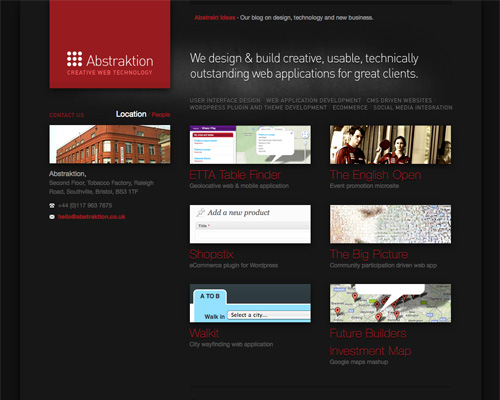 Abstraktion
CREATIVE WEB TECHNOLOGY
Abstrakt Ideas - Our blog on design, technology and new business.
We design & build creative, usable, technically
outstanding web applications for great clients.
USER INTERFACE DESIGN WEB APPLICATION DEVELOPMENT CMS DRIVEN WEBSITES
WORDPRESS PLUGIN AND THEME DEVELOPMENT ECOMMERCE SOCIAL MEDIA INTEGRATION
CONTACT US
Location People
Abstraktion,
Second Floor, Tobacco Factory, Raleigh
Road, Southville, Bristol, BS3 1TF
+44 (0)117 963 7875
hello@abstraktion.co.uk
ETTA Table Finder
Geolocative web & mobile application
The English Open
Event promotion microsite
Add a new product
Title *
Shopstix
eCommerce plugin for Wordpress
The Big Picture
Community participation driven web app
A TO B
Walk in
Select a city...
Walkit
City wayfinding web application
Future Builders
Investment Map
Google maps mashup